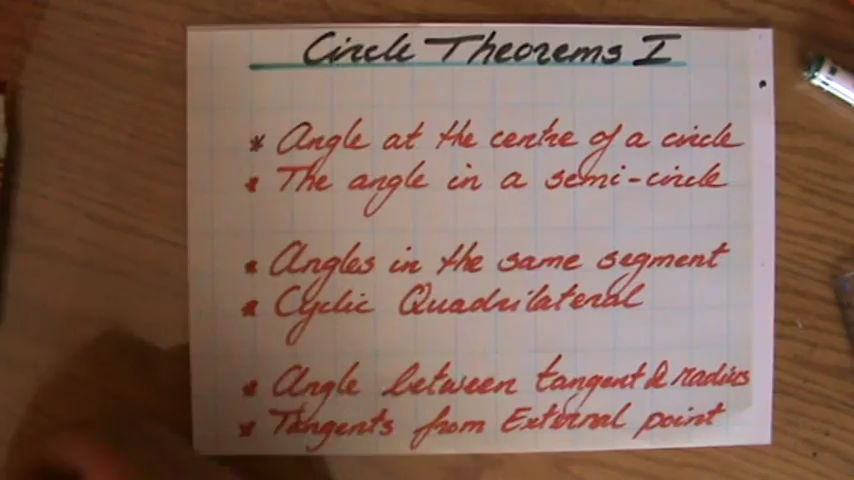 Circle Theorems I
* Angle at the centre of a circle
* The angle in a semi-circle
* Angles in the same segment
* Cyclic Quadrilateral
* Angle between tangent & radius
* Tangents from External point